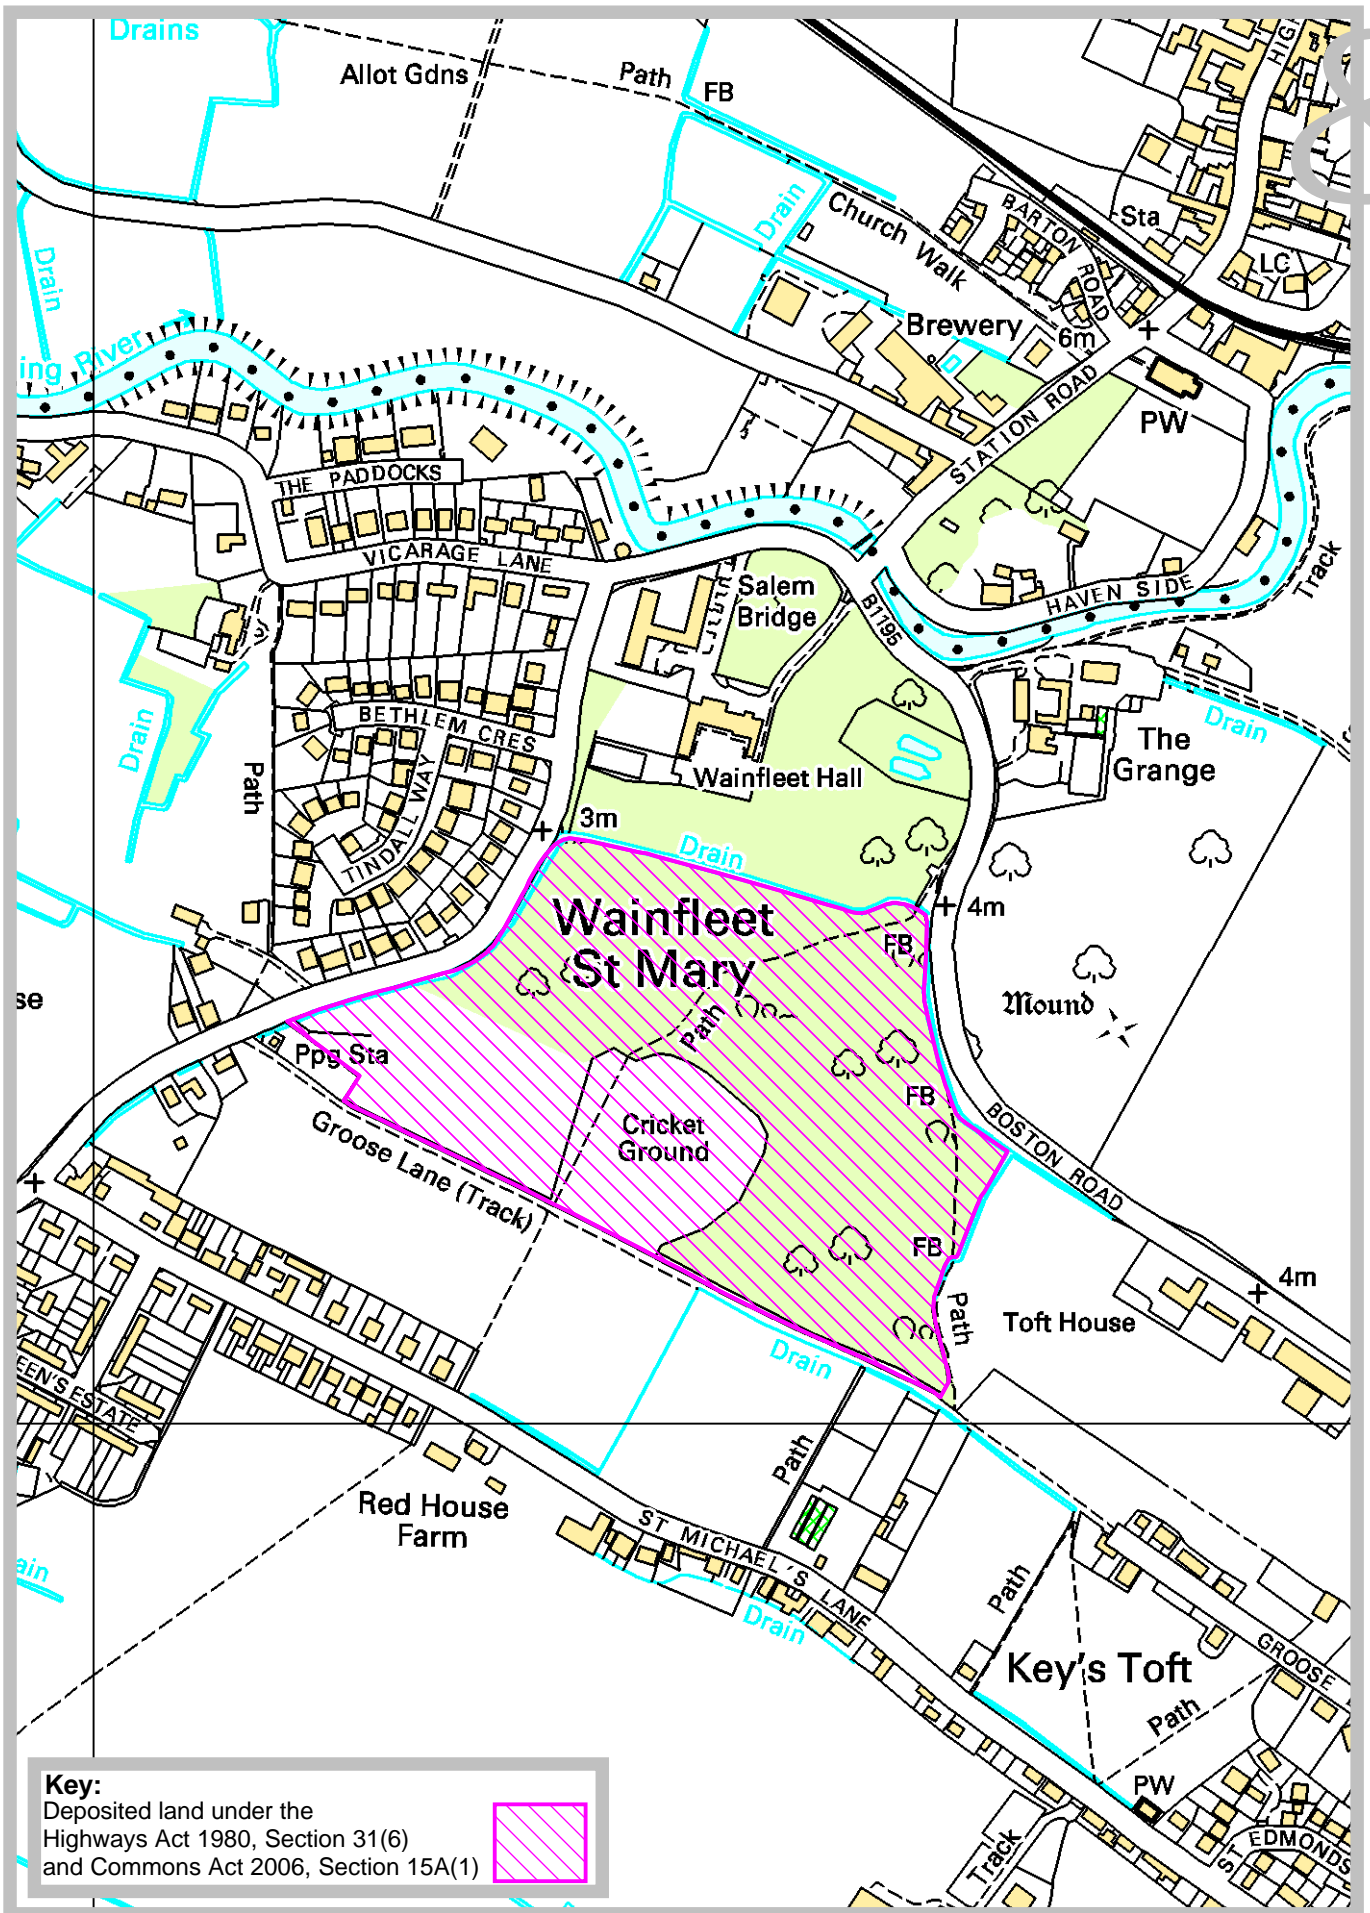 Drains
Allot Gdns
Path
FB
HIG
&
Drain
Drain
Church Walk
BARTON ROAD
Sta
LC
ing River
Brewery
6m
STATION ROAD
PW
THE PADDOCKS
VICARAGE LANE
Salem
Bridge
B1195
HAVEN SIDE
Track
Drain
BETHLEM CRES
Path
TINDALL WAY
Wainfleet Hall
The
Grange
Drain
3m
Drain
4m
Wainfleet
St Mary
FB
Mound
se
Path
Ppg Sta
FB
Cricket
Ground
BOSTON ROAD
Groose Lane (Track)
FB
4m
Path
Toft House
Drain
EEN'S ESTATE
Path
Red House
Farm
ST MICHAEL'S LANE
ain
Drain
Path
Key's Toft
GROOSE
Path
PW
ST EDMONDS
Track
Key:
Deposited land under the
Highways Act 1980, Section 31(6)
and Commons Act 2006, Section 15A(1)